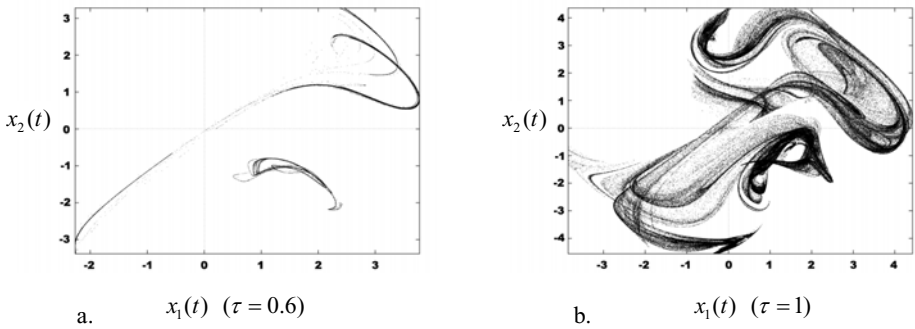 3
2
1
x₂(t) 0
-1
-2
-3
-2 -1 0 1 2 3
a. x₁(t) (τ = 0.6)
4
3
2
1
x₂(t) 0
-1
-2
-3
-4
-3 -2 -1 0 1 2 3 4
b. x₁(t) (τ = 1)